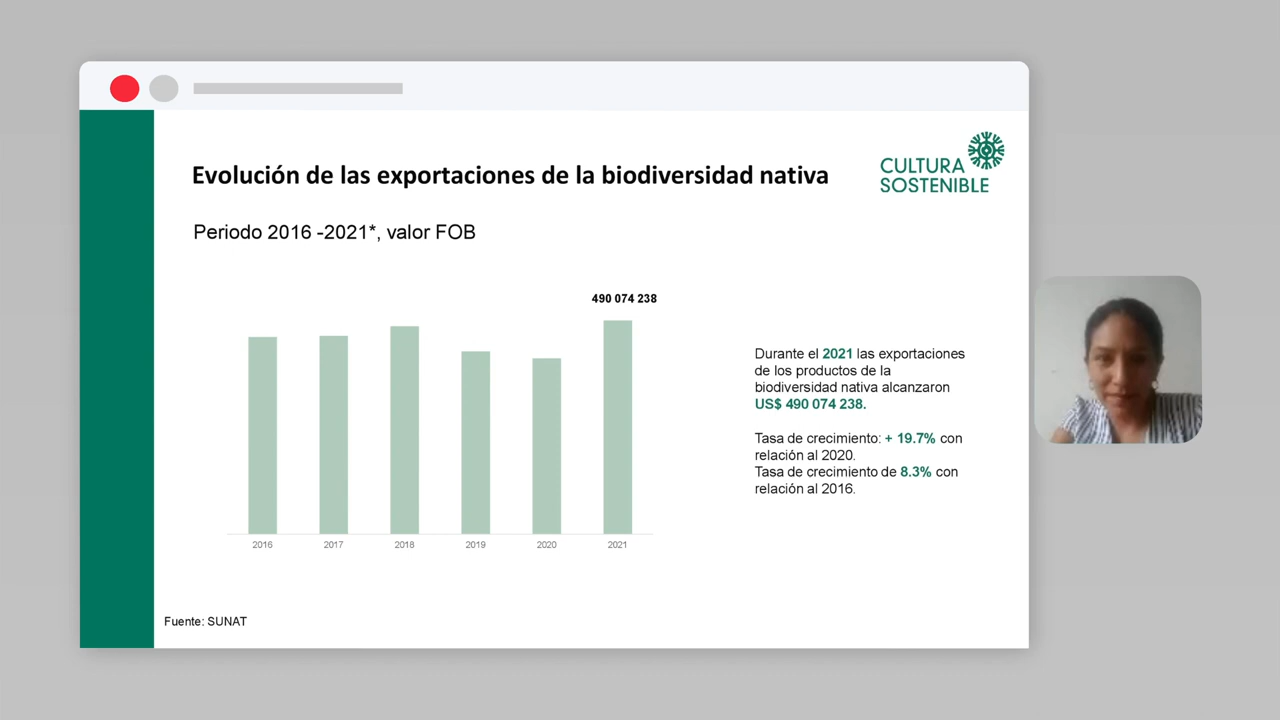 Evolución de las exportaciones de la biodiversidad nativa
CULTURA
SOSTENIBLE
Periodo 2016 -2021*, valor FOB
490 074 238
2016 2017 2018 2019 2020 2021
Durante el 2021 las exportaciones
de los productos de la
biodiversidad nativa alcanzaron
US$ 490 074 238.
Tasa de crecimiento: + 19.7% con
relación al 2020.
Tasa de crecimiento de 8.3% con
relación al 2016.
Fuente: SUNAT